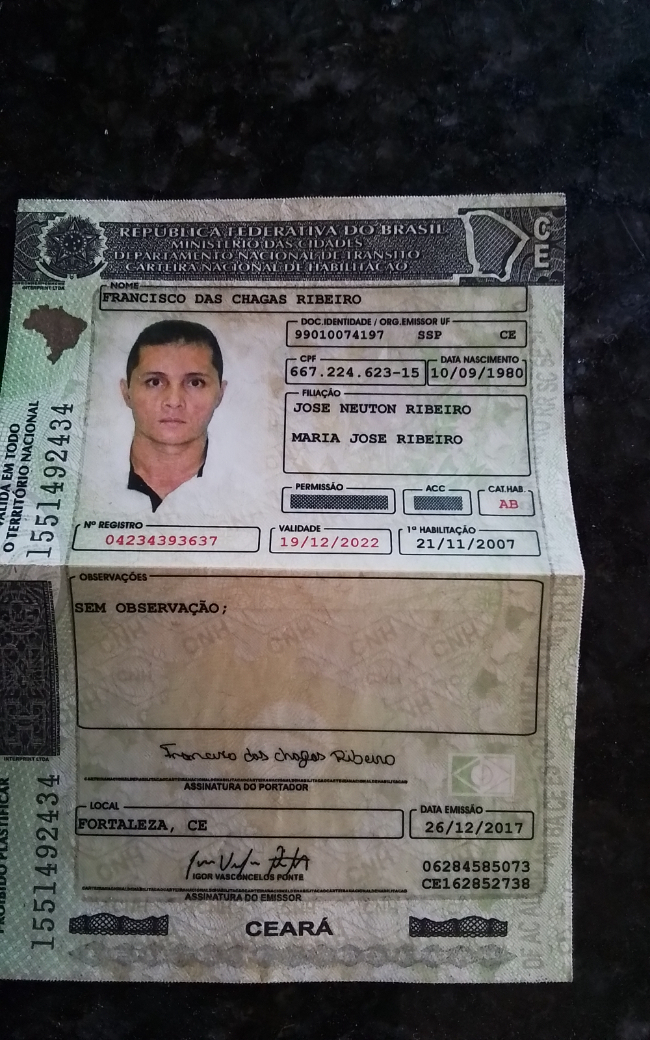 REPÚBLICA FEDERATIVA DO BRASIL
MINISTÉRIO DAS CIDADES
DEPARTAMENTO NACIONAL DE TRÂNSITO
CARTEIRA NACIONAL DE HABILITAÇÃO
CE
NOME
FRANCISCO DAS CHAGAS RIBEIRO
DOC.IDENTIDADE / ORG.EMISSOR UF
99010074197 SSP CE
CPF
667.224.623-15
DATA NASCIMENTO
10/09/1980
FILIAÇÃO
JOSE NEUTON RIBEIRO
MARIA JOSE RIBEIRO
PERMISSÃO
ACC
CAT.HAB.
AB
Nº REGISTRO
04234393637
VALIDADE
19/12/2022
1ª HABILITAÇÃO
21/11/2007
VÁLIDA EM TODO
O TERRITÓRIO NACIONAL
1551492434
OBSERVAÇÕES
SEM OBSERVAÇÃO;
Francisco das Chagas Ribeiro
ASSINATURA DO PORTADOR
LOCAL
FORTALEZA, CE
DATA EMISSÃO
26/12/2017
IGOR VASCONCELOS PONTE
ASSINATURA DO EMISSOR
06284585073
CE162852738
CEARÁ
PROIBIDO PLASTIFICAR
1551492434
INTERPRINT LTDA